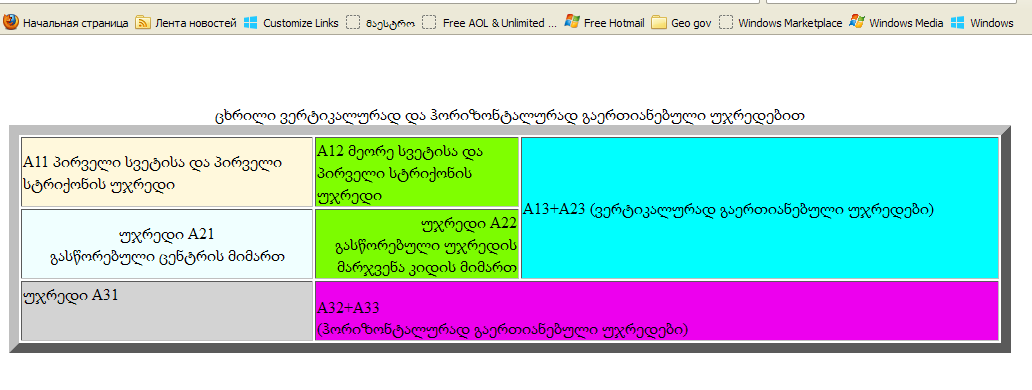 Начальная страница Лента новостей Customize Links მაესტრო Free AOL & Unlimited ... Free Hotmail Geo gov Windows Marketplace Windows Media Windows
ცხრილი ვერტიკალურად და ჰორიზონტალურად გაერთიანებული უჯრედებით
A11 პირველი სვეტისა და პირველი
სტრიქონის უჯრედი
A12 მეორე სვეტისა და
პირველი სტრიქონის
უჯრედი
A13+A23 (ვერტიკალურად გაერთიანებული უჯრედები)
უჯრედი A21
გასწორებული ცენტრის მიმართ
უჯრედი A22
გასწორებული უჯრედის
მარჯვენა კიდის მიმართ
უჯრედი A31
A32+A33
(ჰორიზონტალურად გაერთიანებული უჯრედები)